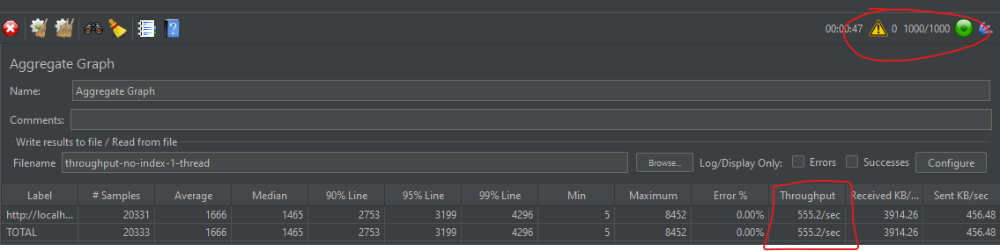 00:00:47 0 1000/1000
Aggregate Graph
Name: Aggregate Graph
Comments:
Write results to file / Read from file
Filename throughput-no-index-1-thread Browse... Log/Display Only: Errors Successes Configure
Label # Samples Average Median 90% Line 95% Line 99% Line Min Maximum Error % Throughput Received KB/... Sent KB/sec
http://localh... 20331 1666 1465 2753 3199 4296 5 8452 0.00% 555.2/sec 3914.26 456.48
TOTAL 20333 1666 1465 2753 3199 4296 5 8452 0.00% 555.2/sec 3914.26 456.48